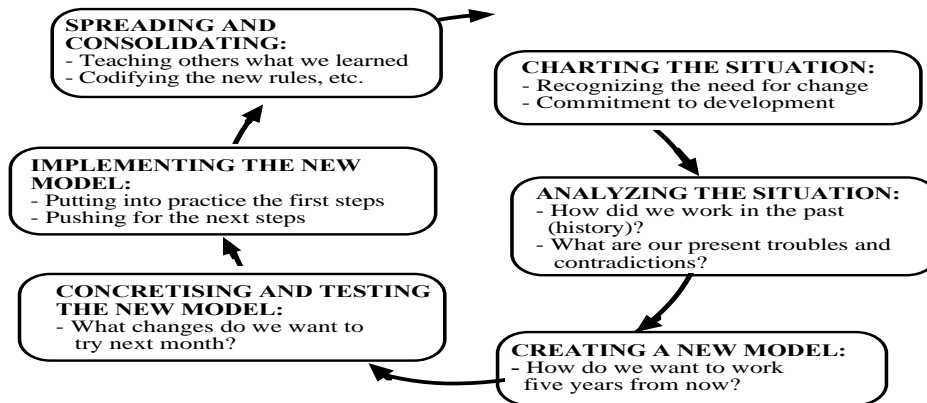 SPREADING AND
CONSOLIDATING:
- Teaching others what we learned
- Codifying the new rules, etc.
CHARTING THE SITUATION:
- Recognizing the need for change
- Commitment to development
ANALYZING THE SITUATION:
- How did we work in the past
(history)?
- What are our present troubles and
contradictions?
CREATING A NEW MODEL:
- How do we want to work
five years from now?
CONCRETISING AND TESTING
THE NEW MODEL:
- What changes do we want to
try next month?
IMPLEMENTING THE NEW
MODEL:
- Putting into practice the first steps
- Pushing for the next steps